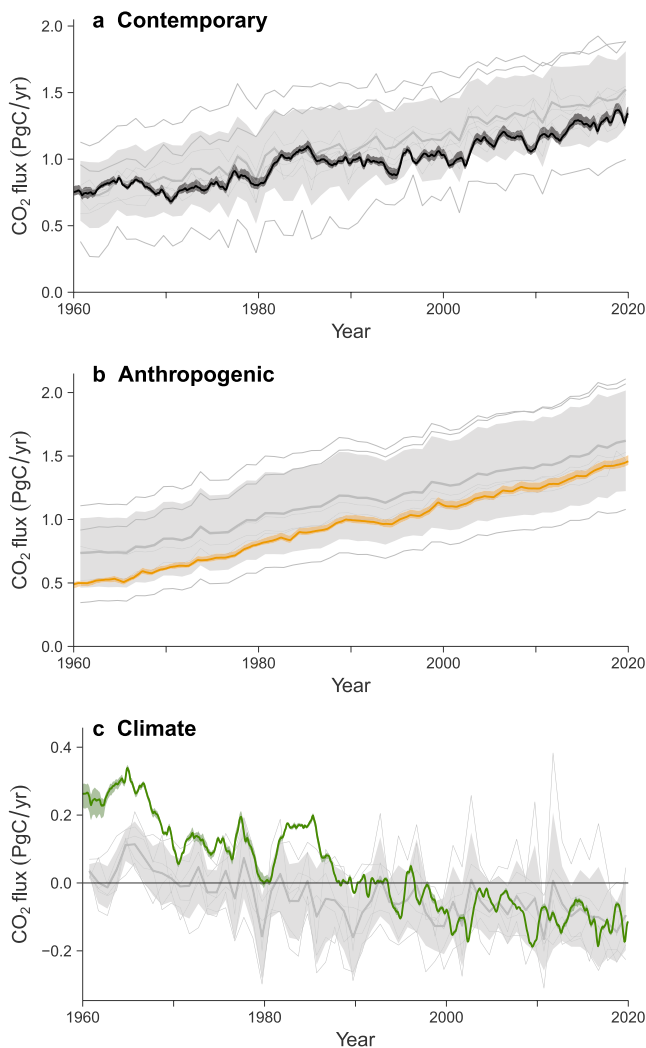 a Contemporary
2.0
1.5
1.0
0.5
0.0
CO₂ flux (PgC/yr)
1960 1980 2000 2020
Year
b Anthropogenic
2.0
1.5
1.0
0.5
0.0
CO₂ flux (PgC/yr)
1960 1980 2000 2020
Year
c Climate
0.4
0.2
0.0
−0.2
CO₂ flux (PgC/yr)
1960 1980 2000 2020
Year